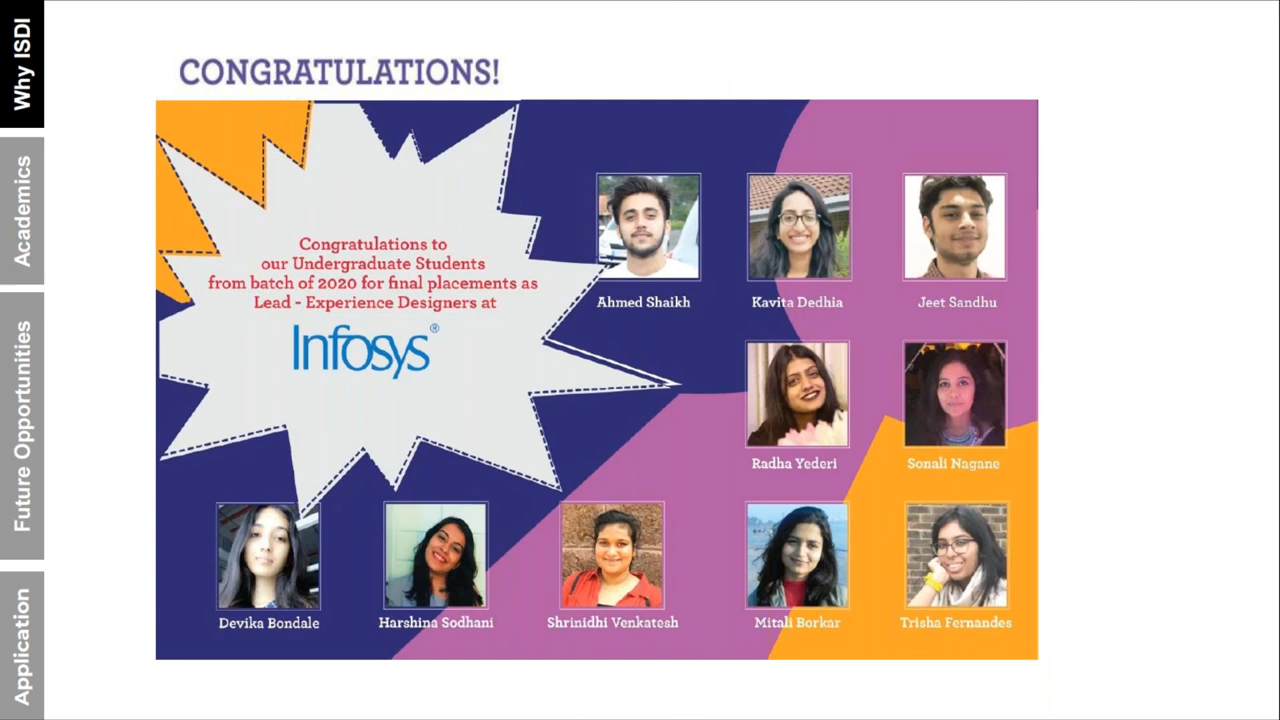 Why ISDI
Academics
Future Opportunities
Application
CONGRATULATIONS!
Congratulations to
our Undergraduate Students
from batch of 2020 for final placements as
Lead - Experience Designers at
Infosys®
Ahmed Shaikh
Kavita Dedhia
Jeet Sandhu
Radha Yederi
Sonali Nagane
Devika Bondale
Harshina Sodhani
Shrinidhi Venkatesh
Mitali Borkar
Trisha Fernandes